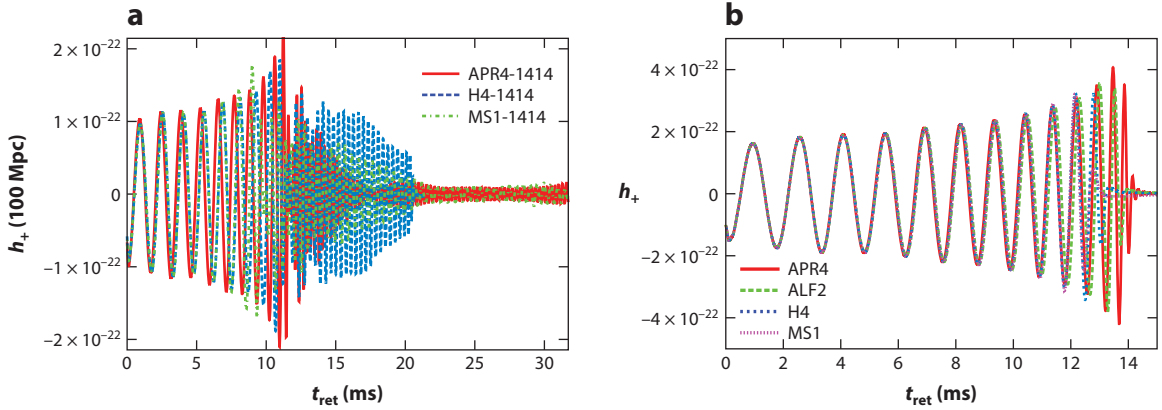 a
h₊ (100 Mpc)
2 × 10⁻²²
1 × 10⁻²²
0
−1 × 10⁻²²
−2 × 10⁻²²
APR4-1414
H4-1414
MS1-1414
0 5 10 15 20 25 30
t_ret (ms)
b
h₊
4 × 10⁻²²
2 × 10⁻²²
0
−2 × 10⁻²²
−4 × 10⁻²²
APR4
ALF2
H4
MS1
0 2 4 6 8 10 12 14
t_ret (ms)